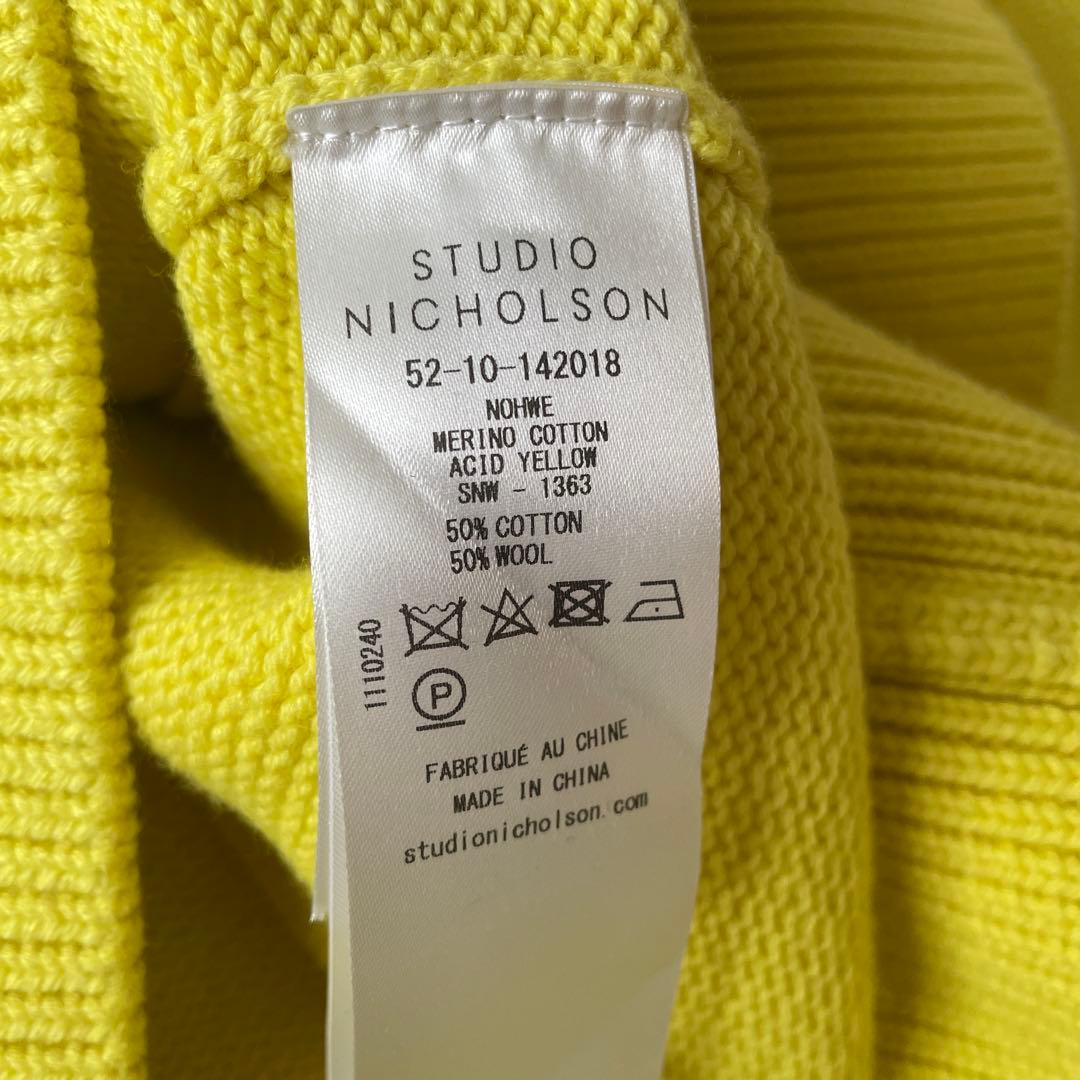 STUDIO
NICHOLSON
52-10-142018
NOHWE
MERINO COTTON
ACID YELLOW
SNW - 1363
50% COTTON
50% WOOL
1110240
P
FABRIQUÉ AU CHINE
MADE IN CHINA
studionicholson.com